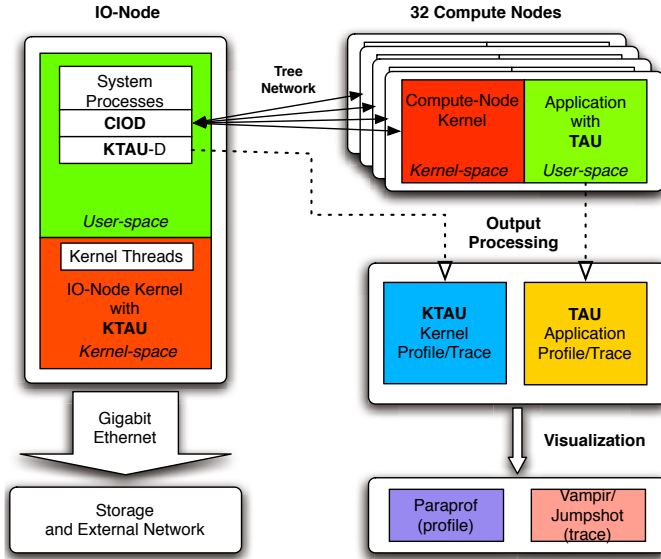 IO-Node
System
Processes
CIOD
KTAU-D
User-space
Kernel Threads
IO-Node Kernel
with
KTAU
Kernel-space
Gigabit
Ethernet
Storage
and External Network
Tree
Network
32 Compute Nodes
Compute-Node
Kernel
Kernel-space
Application
with
TAU
User-space
Output
Processing
KTAU
Kernel
Profile/Trace
TAU
Application
Profile/Trace
Visualization
Paraprof
(profile)
Vampir/
Jumpshot
(trace)